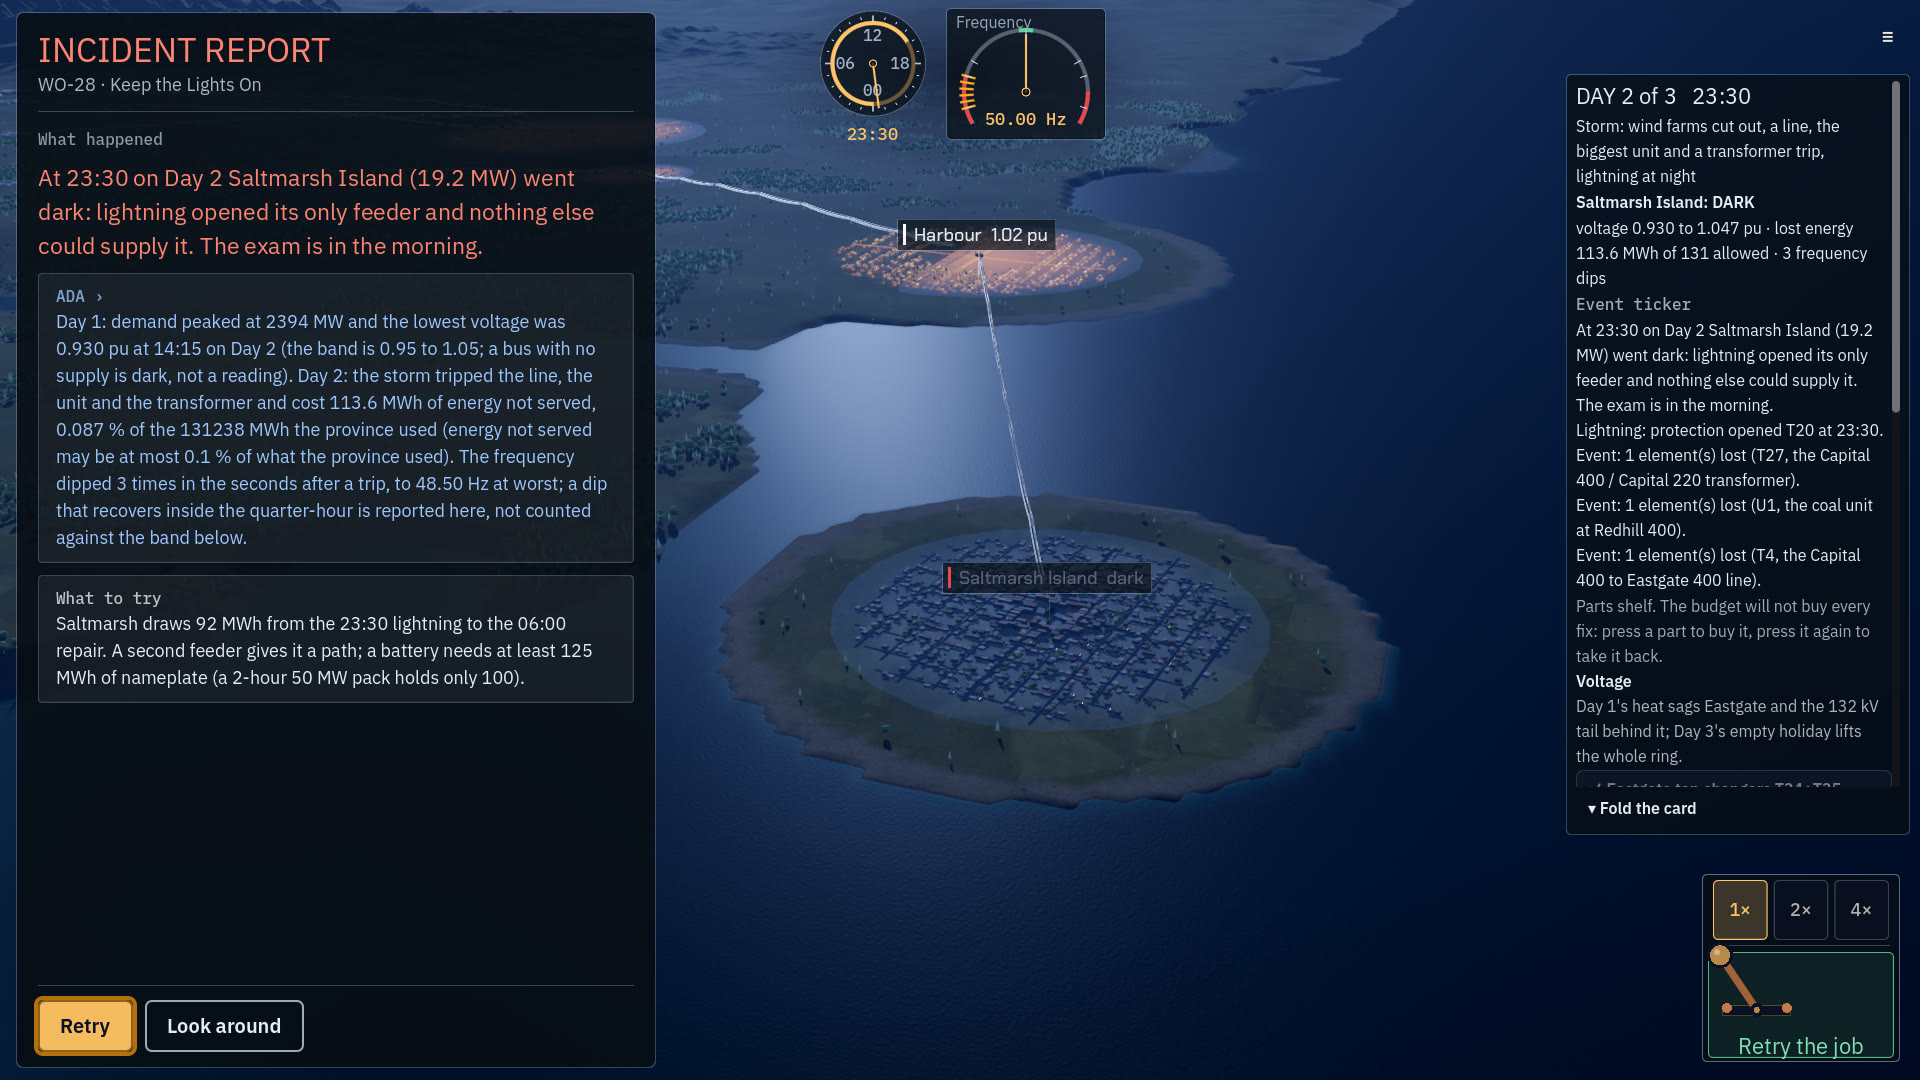 INCIDENT REPORT
WO-28 · Keep the Lights On
What happened
At 23:30 on Day 2 Saltmarsh Island (19.2 MW) went
dark: lightning opened its only feeder and nothing else
could supply it. The exam is in the morning.
ADA ›
Day 1: demand peaked at 2394 MW and the lowest voltage was
0.930 pu at 14:15 on Day 2 (the band is 0.95 to 1.05; a bus with no
supply is dark, not a reading). Day 2: the storm tripped the line, the
unit and the transformer and cost 113.6 MWh of energy not served,
0.087 % of the 131238 MWh the province used (energy not served
may be at most 0.1 % of what the province used). The frequency
dipped 3 times in the seconds after a trip, to 48.50 Hz at worst; a dip
that recovers inside the quarter-hour is reported here, not counted
against the band below.
What to try
Saltmarsh draws 92 MWh from the 23:30 lightning to the 06:00
repair. A second feeder gives it a path; a battery needs at least 125
MWh of nameplate (a 2-hour 50 MW pack holds only 100).
Retry
Look around
12
06
18
00
23:30
Frequency
50.00 Hz
Harbour 1.02 pu
Saltmarsh Island dark
≡
DAY 2 of 3 23:30
Storm: wind farms cut out, a line, the
biggest unit and a transformer trip,
lightning at night
Saltmarsh Island: DARK
voltage 0.930 to 1.047 pu · lost energy
113.6 MWh of 131 allowed · 3 frequency
dips
Event ticker
At 23:30 on Day 2 Saltmarsh Island (19.2
MW) went dark: lightning opened its only
feeder and nothing else could supply it.
The exam is in the morning.
Lightning: protection opened T20 at 23:30.
Event: 1 element(s) lost (T27, the Capital
400 / Capital 220 transformer).
Event: 1 element(s) lost (U1, the coal unit
at Redhill 400).
Event: 1 element(s) lost (T4, the Capital
400 to Eastgate 400 line).
Parts shelf. The budget will not buy every
fix: press a part to buy it, press it again to
take it back.
Voltage
Day 1's heat sags Eastgate and the 132 kV
tail behind it; Day 3's empty holiday lifts
the whole ring.
▾ Fold the card
1×
2×
4×
Retry the job